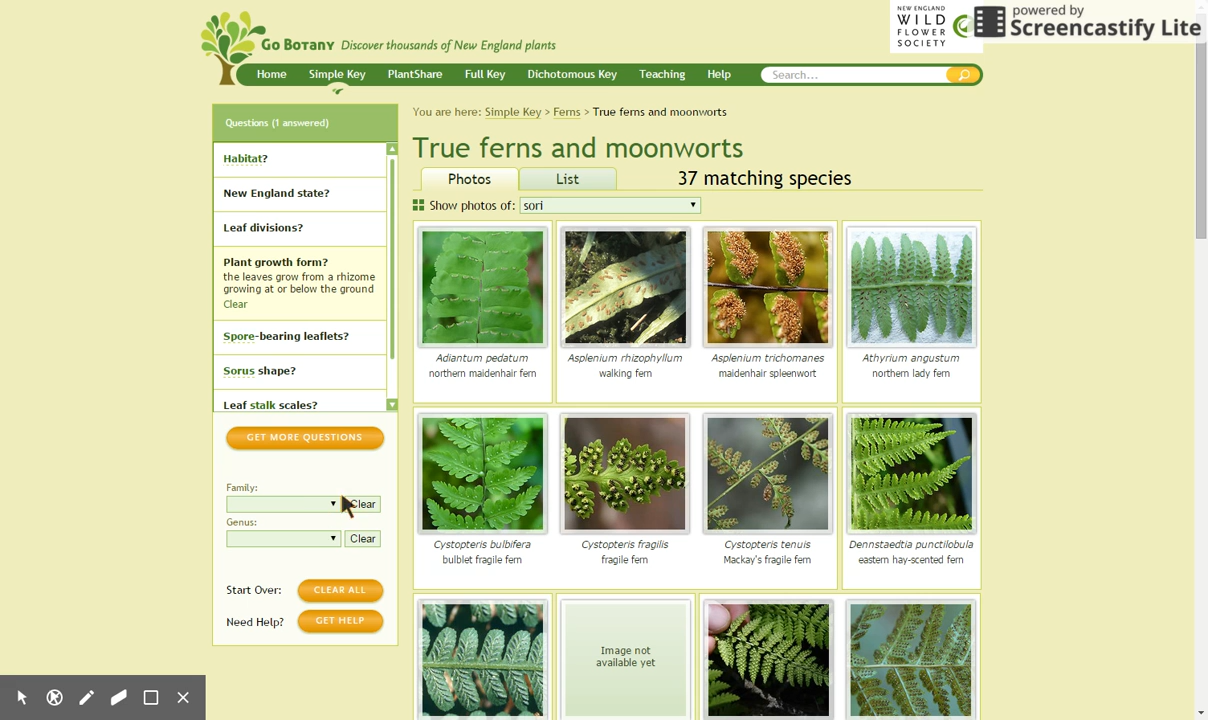 powered by
Screencastify Lite
NEW ENGLAND
WILD
FLOWER
SOCIETY
GO BOTANY Discover thousands of New England plants
Home Simple Key PlantShare Full Key Dichotomous Key Teaching Help Search...
Questions (1 answered)
Habitat?
New England state?
Leaf divisions?
Plant growth form?
the leaves grow from a rhizome
growing at or below the ground
Clear
Spore-bearing leaflets?
Sorus shape?
Leaf stalk scales?
GET MORE QUESTIONS
Family:
Clear
Genus:
Clear
Start Over: CLEAR ALL
Need Help? GET HELP
You are here: Simple Key > Ferns > True ferns and moonworts
True ferns and moonworts
Photos List 37 matching species
Show photos of: sori
Adiantum pedatum
northern maidenhair fern
Asplenium rhizophyllum
walking fern
Asplenium trichomanes
maidenhair spleenwort
Athyrium angustum
northern lady fern
Cystopteris bulbifera
bulblet fragile fern
Cystopteris fragilis
fragile fern
Cystopteris tenuis
Mackay's fragile fern
Dennstaedtia punctilobula
eastern hay-scented fern
Image not
available yet